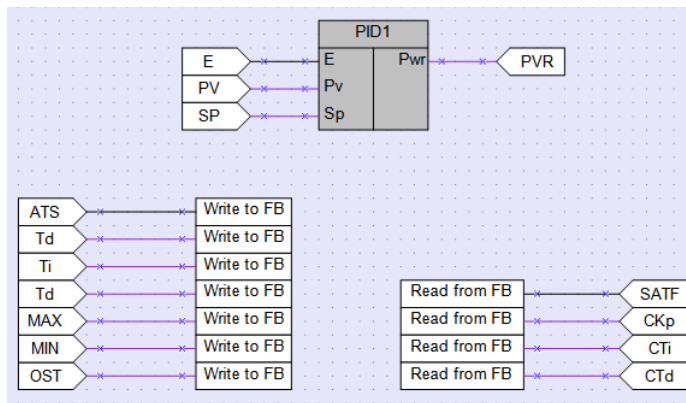 PID1
E E Pwr PVR
PV Pv
SP Sp
ATS Write to FB
Td Write to FB
Ti Write to FB
Td Write to FB Read from FB SATF
MAX Write to FB Read from FB CKp
MIN Write to FB Read from FB CTi
OST Write to FB Read from FB CTd